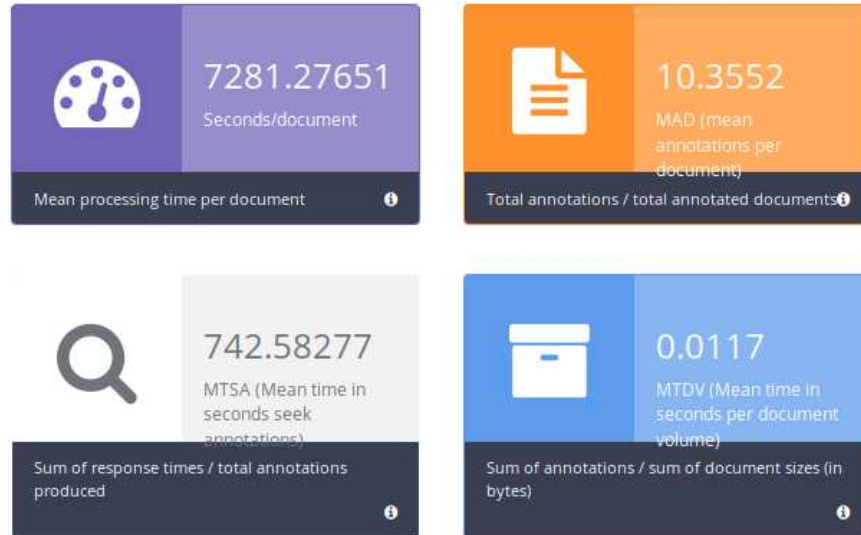 7281.27651
Seconds/document
Mean processing time per document
10.3552
MAD (mean
annotations per
document)
Total annotations / total annotated documents
742.58277
MTSA (Mean time in
seconds seek
annotations)
Sum of response times / total annotations
produced
0.0117
MTDV (Mean time in
seconds per document
volume)
Sum of annotations / sum of document sizes (in
bytes)